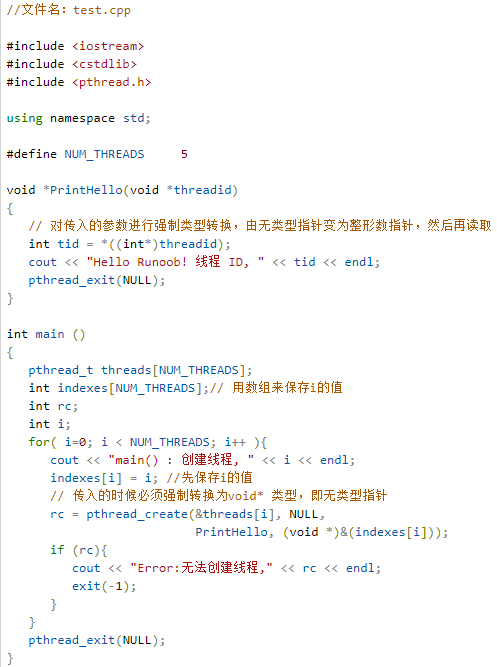 //文件名：test.cpp

#include <iostream>
#include <cstdlib>
#include <pthread.h>

using namespace std;

#define NUM_THREADS     5

void *PrintHello(void *threadid)
{
   // 对传入的参数进行强制类型转换，由无类型指针变为整形数指针，然后再读取
   int tid = *((int*)threadid);
   cout << "Hello Runoob! 线程 ID, " << tid << endl;
   pthread_exit(NULL);
}

int main ()
{
   pthread_t threads[NUM_THREADS];
   int indexes[NUM_THREADS];// 用数组来保存i的值
   int rc;
   int i;
   for( i=0; i < NUM_THREADS; i++ ){
      cout << "main() : 创建线程, " << i << endl;
      indexes[i] = i; //先保存i的值
      // 传入的时候必须强制转换为void* 类型，即无类型指针
      rc = pthread_create(&threads[i], NULL,
                          PrintHello, (void *)&(indexes[i]));
      if (rc){
         cout << "Error:无法创建线程," << rc << endl;
         exit(-1);
      }
   }
   pthread_exit(NULL);
}